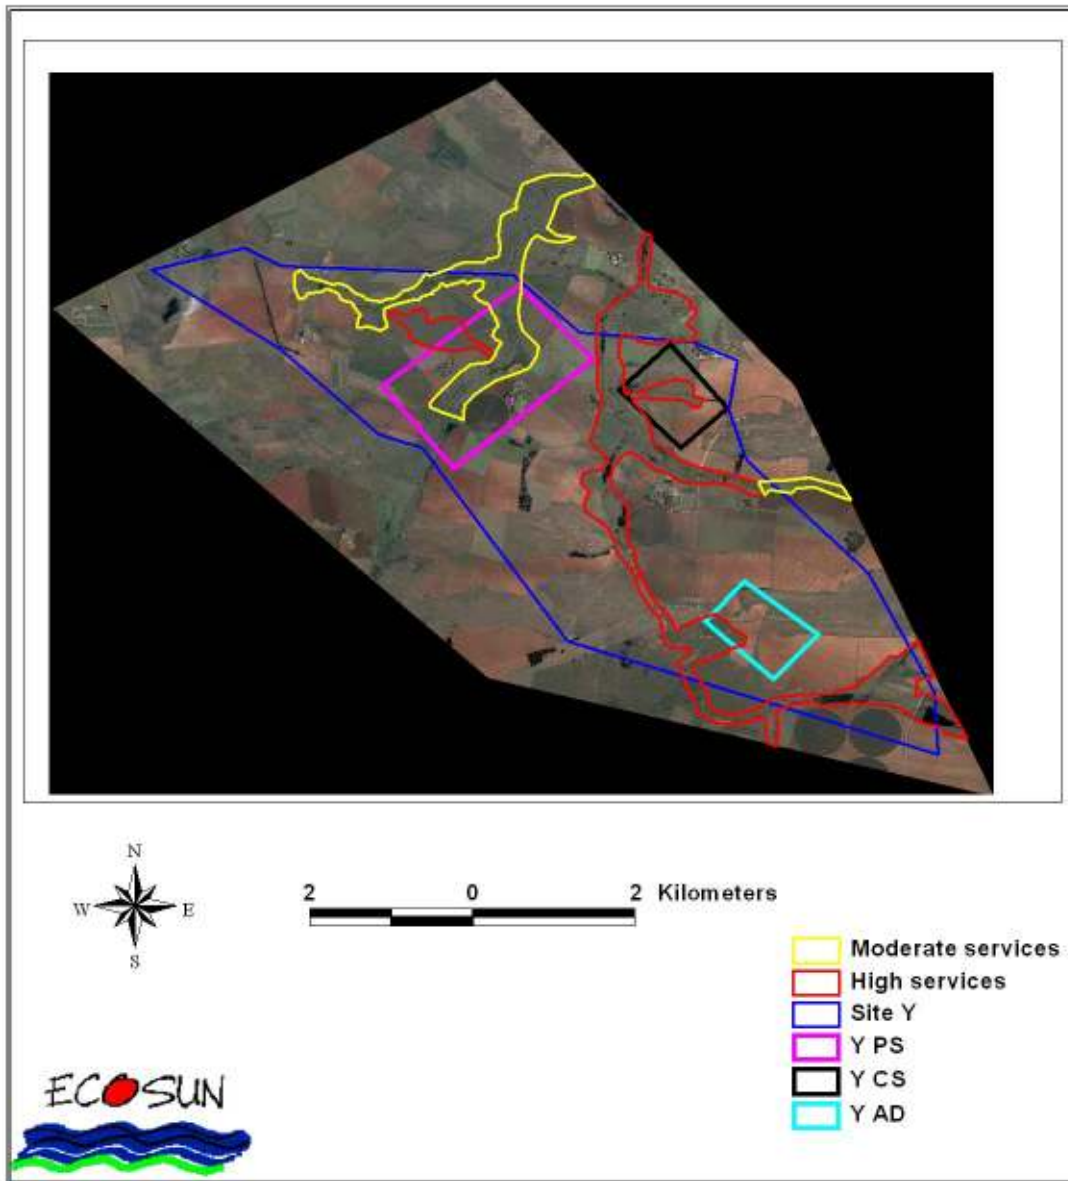 N
W E
S
2 0 2 Kilometers
Moderate services
High services
Site Y
Y PS
Y CS
Y AD
ECOSUN